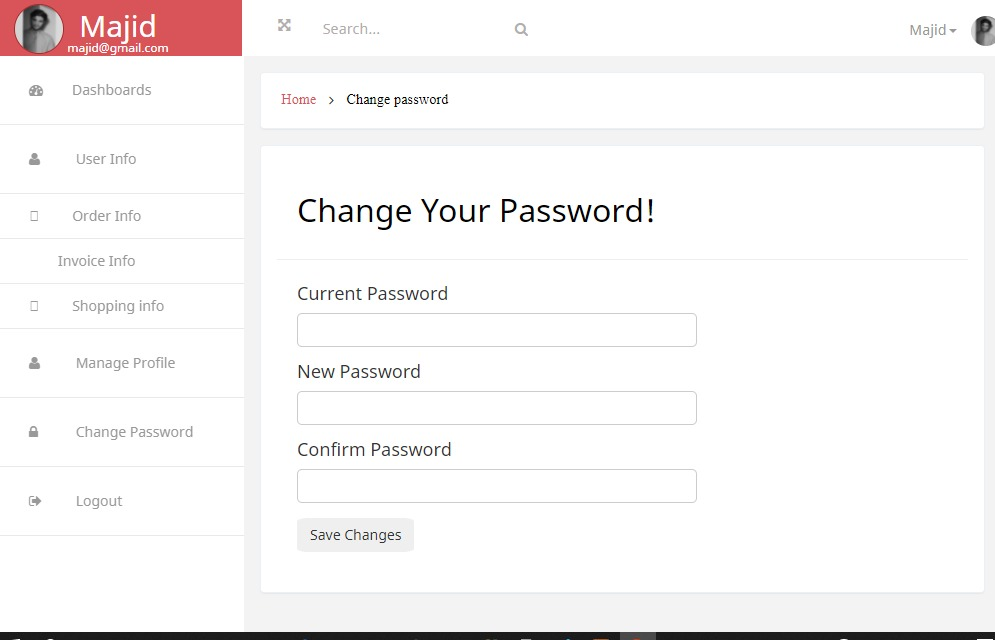 Majid
majid@gmail.com
Search...
Majid
Dashboards
User Info
Order Info
Invoice Info
Shopping info
Manage Profile
Change Password
Logout
Home > Change password
Change Your Password!
Current Password
New Password
Confirm Password
Save Changes